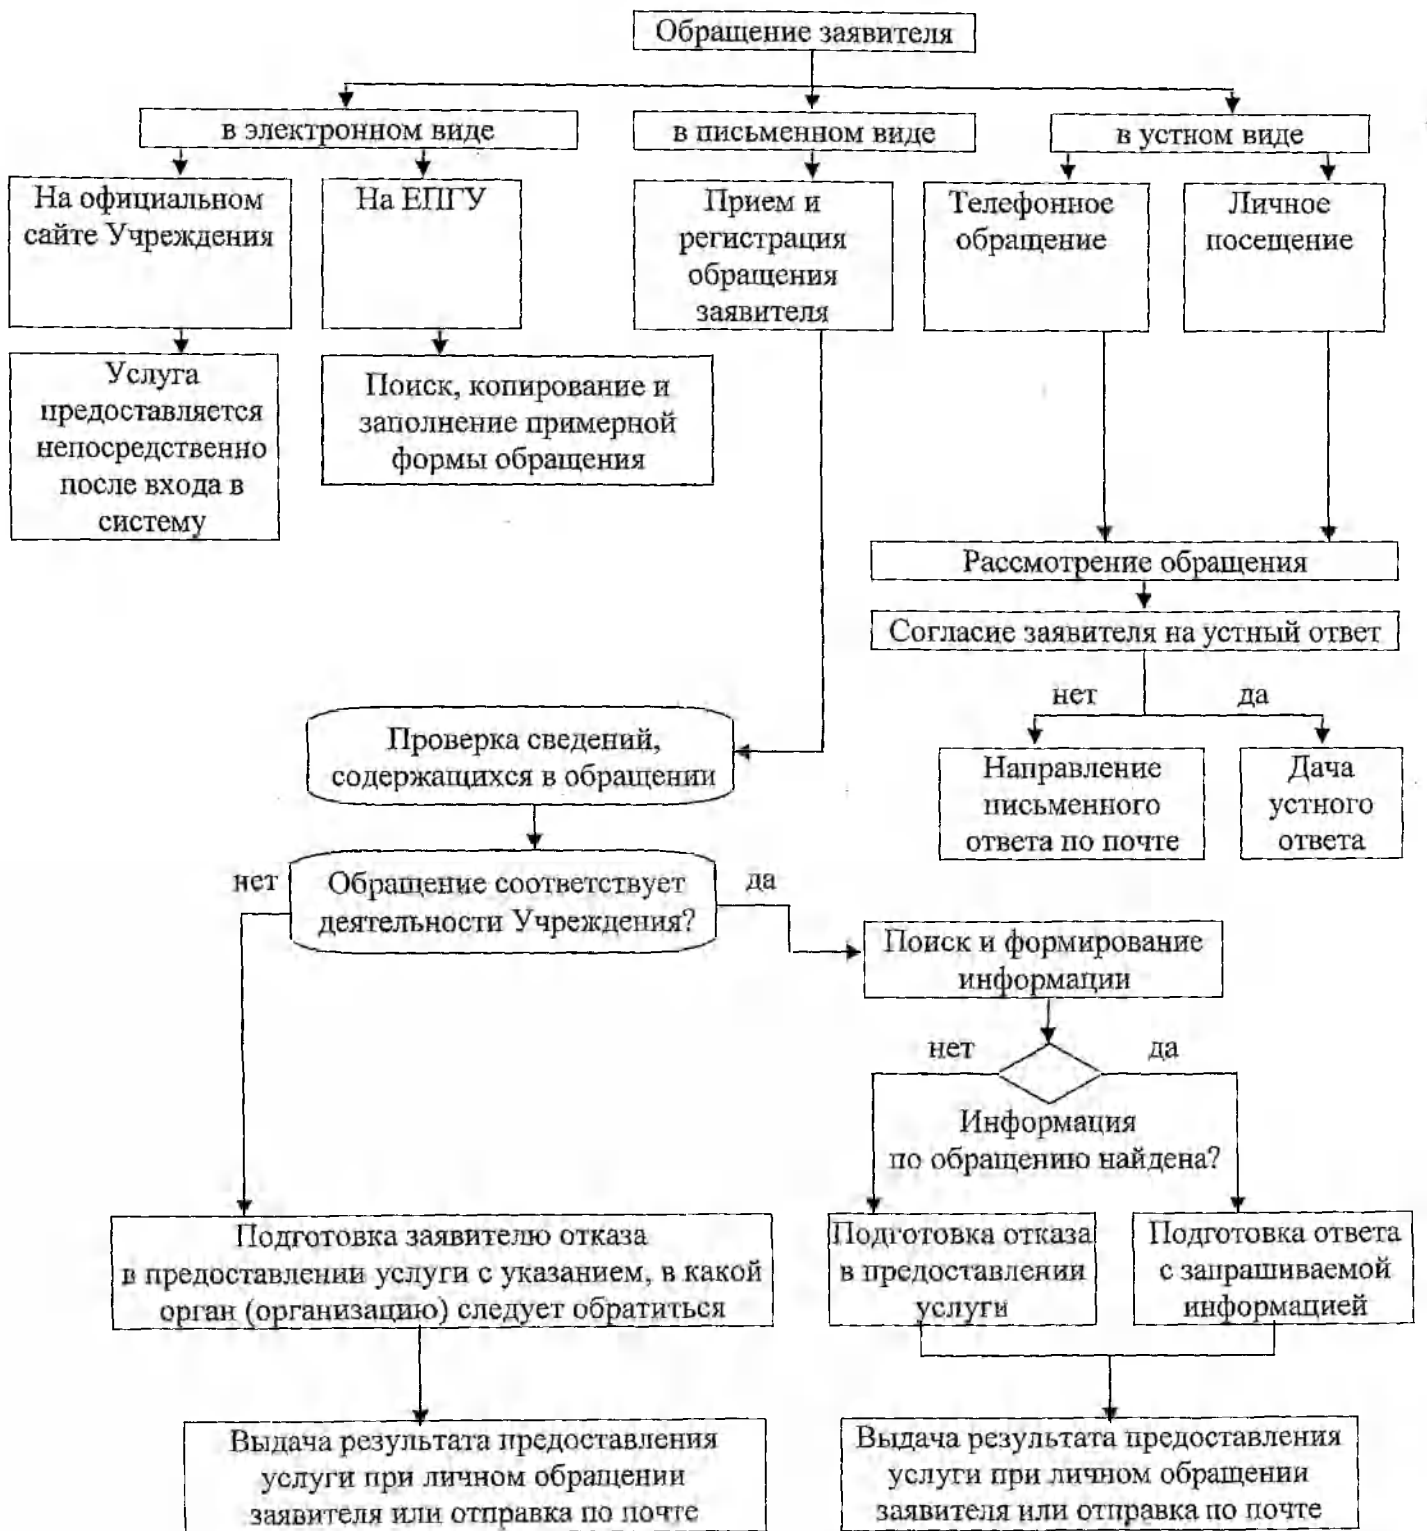 Обращение заявителя
в электронном виде
в письменном виде
в устном виде
На официальном
сайте Учреждения
На ЕПГУ
Прием и
регистрация
обращения
заявителя
Телефонное
обращение
Личное
посещение
Услуга
предоставляется
непосредственно
после входа в
систему
Поиск, копирование и
заполнение примерной
формы обращения
Рассмотрение обращения
Согласие заявителя на устный ответ
нет
да
Направление
письменного
ответа по почте
Дача
устного
ответа
Проверка сведений,
содержащихся в обращении
нет
Обращение соответствует
деятельности Учреждения?
да
Поиск и формирование
информации
нет
да
Информация
по обращению найдена?
Подготовка заявителю отказа
в предоставлении услуги с указанием, в какой
орган (организацию) следует обратиться
Подготовка отказа
в предоставлении
услуги
Подготовка ответа
с запрашиваемой
информацией
Выдача результата предоставления
услуги при личном обращении
заявителя или отправка по почте
Выдача результата предоставления
услуги при личном обращении
заявителя или отправка по почте